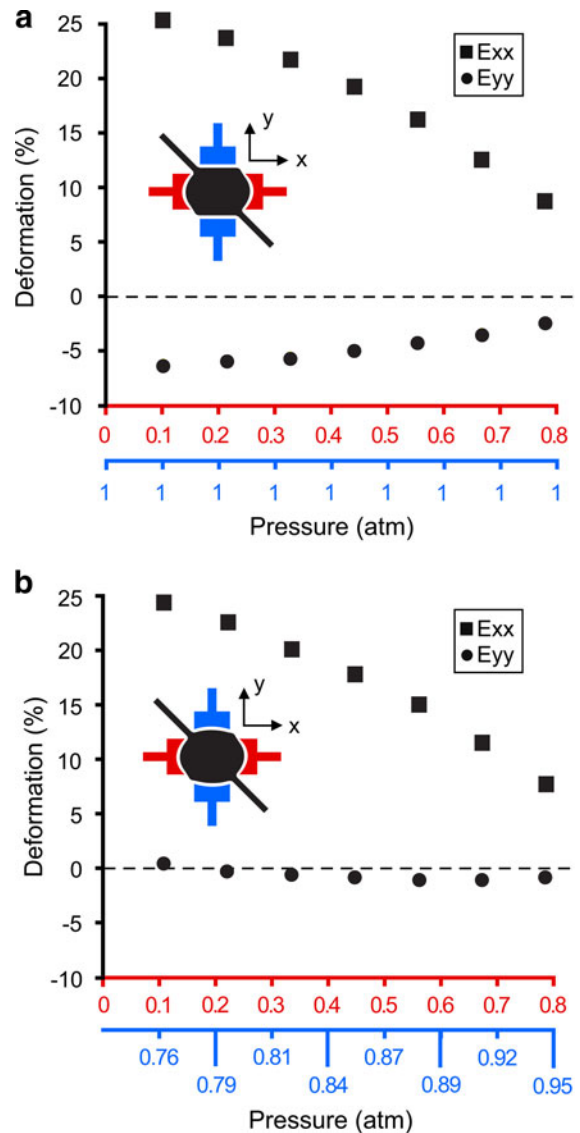 a
25
20
15
10
5
0
-5
-10
Deformation (%)
Exx
Eyy
y
x
0 0.1 0.2 0.3 0.4 0.5 0.6 0.7 0.8
1 1 1 1 1 1 1 1 1
Pressure (atm)
b
25
20
15
10
5
0
-5
-10
Deformation (%)
Exx
Eyy
y
x
0 0.1 0.2 0.3 0.4 0.5 0.6 0.7 0.8
0.76 0.81 0.87 0.92
0.79 0.84 0.89 0.95
Pressure (atm)